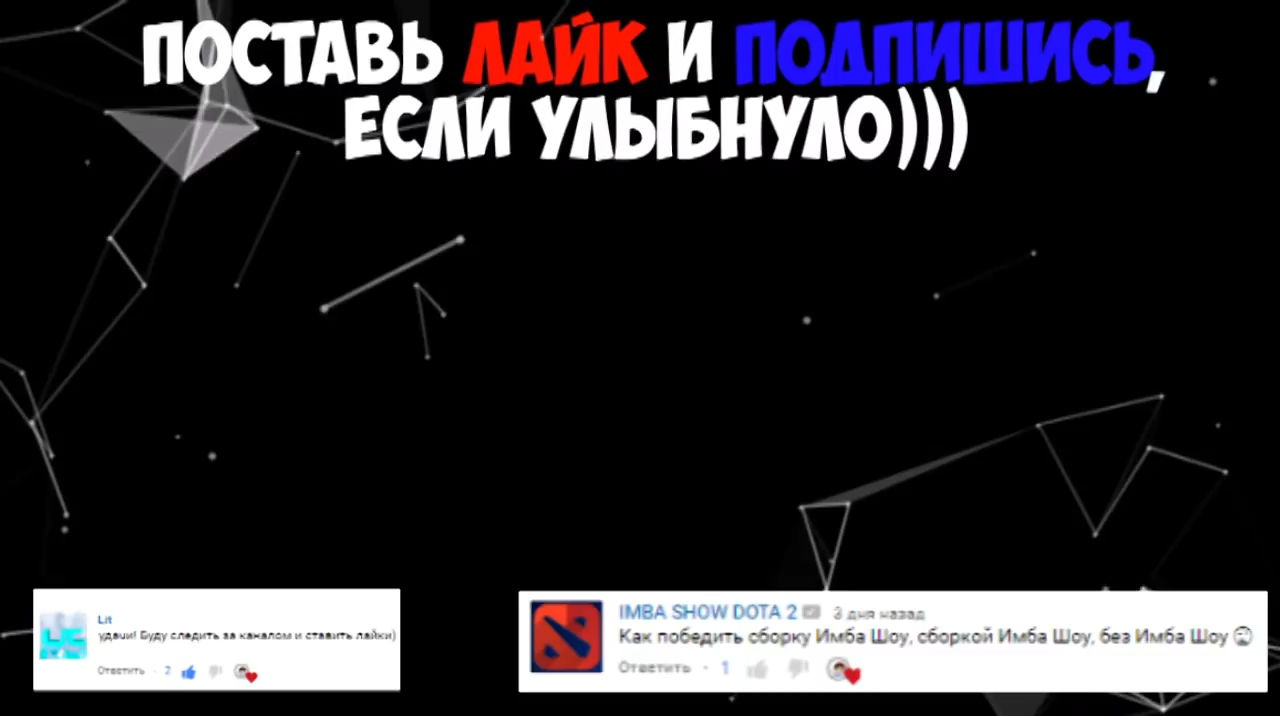 ПОСТАВЬ ЛАЙК И ПОДПИШИСЬ,
ЕСЛИ УЛЫБНУЛО)))
Lit
удачи! Буду следить за каналом и ставить лайки)
Ответить · 2
IMBA SHOW DOTA 2 3 дня назад
Как победить сборку Имба Шоу, сборкой Имба Шоу, без Имба Шоу
Ответить · 1